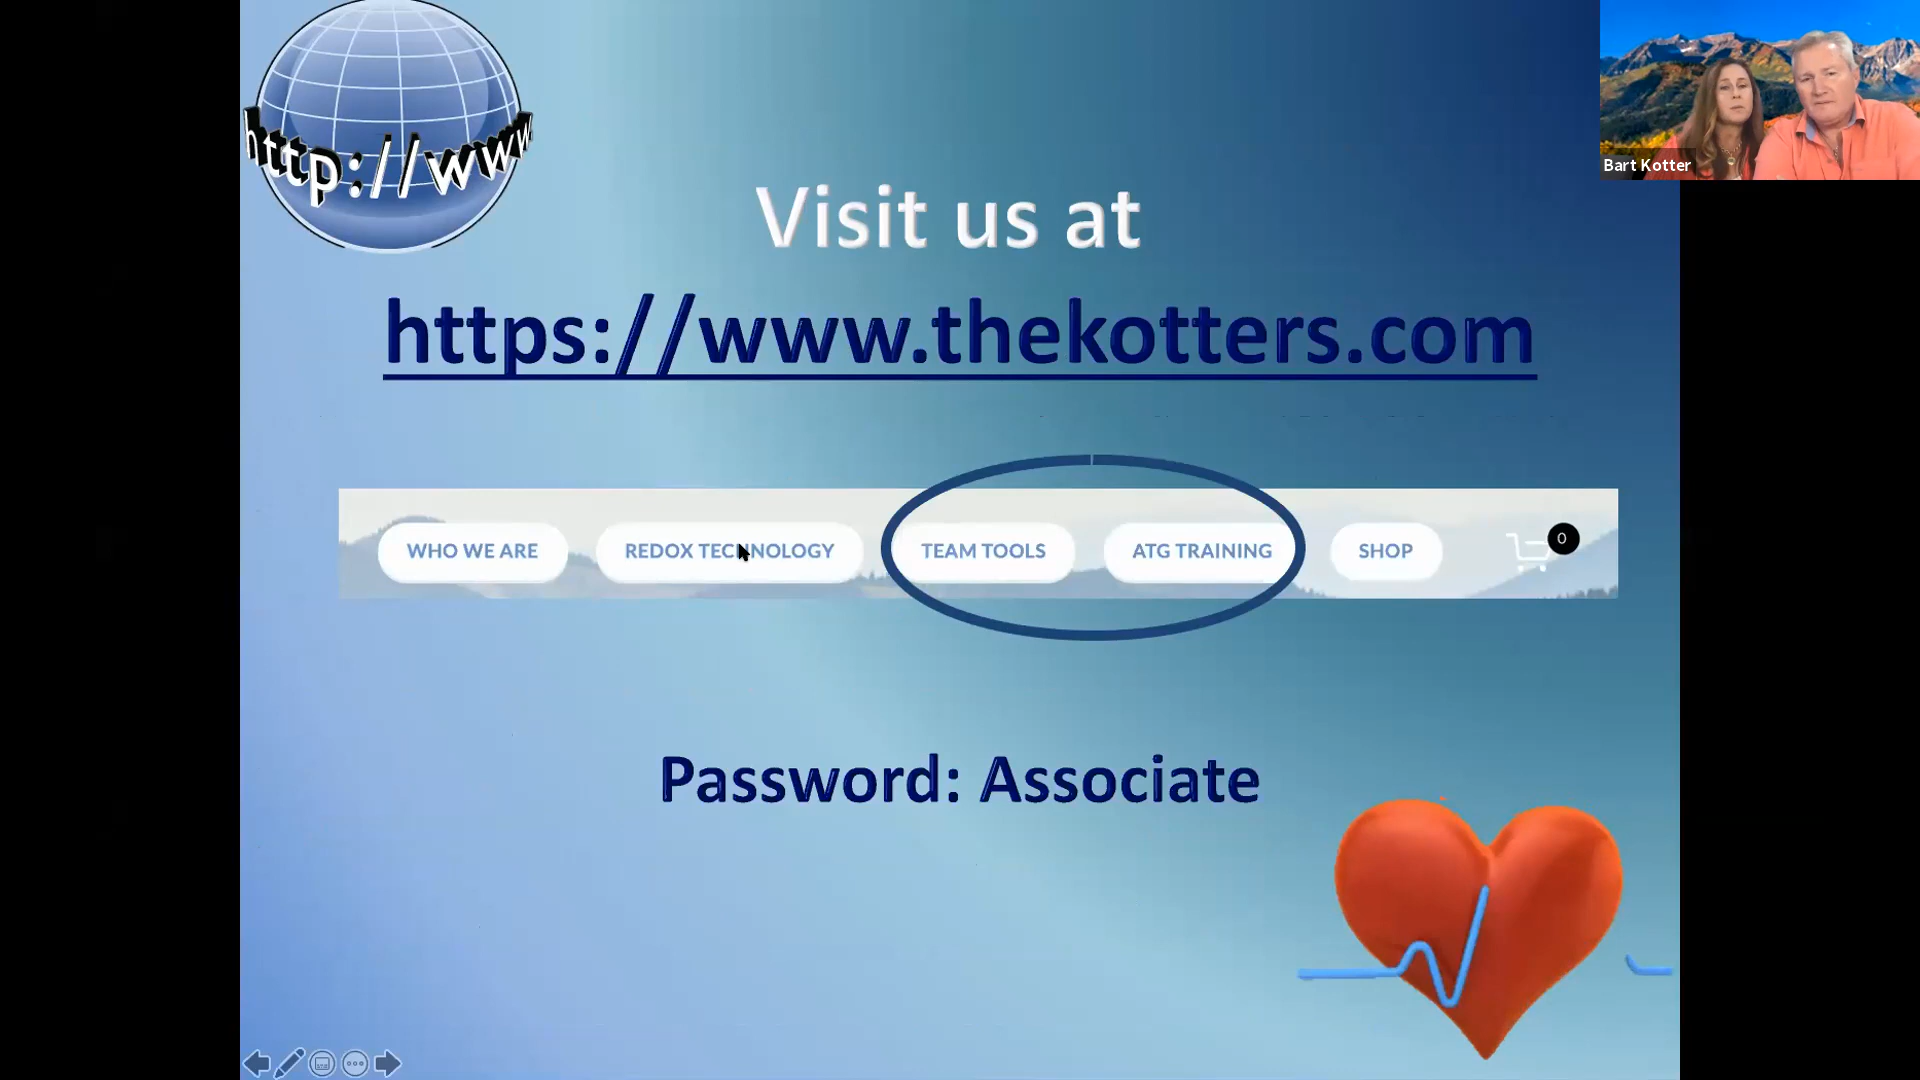 http://www
Bart Kotter
Visit us at
https://www.thekotters.com
WHO WE ARE
REDOX TECHNOLOGY
TEAM TOOLS
ATG TRAINING
SHOP
0
Password: Associate